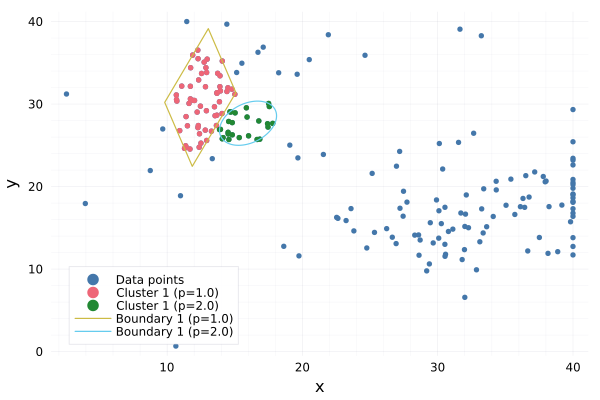 40
30
20
10
0
y
Data points
Cluster 1 (p=1.0)
Cluster 1 (p=2.0)
Boundary 1 (p=1.0)
Boundary 1 (p=2.0)
10 20 30 40
x